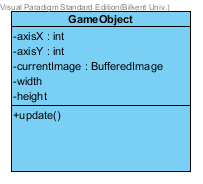 Visual Paradigm Standard Edition(Bilkent Univ.)
GameObject
-axisX : int
-axisY : int
-currentImage : BufferedImage
-width
-height
+update()